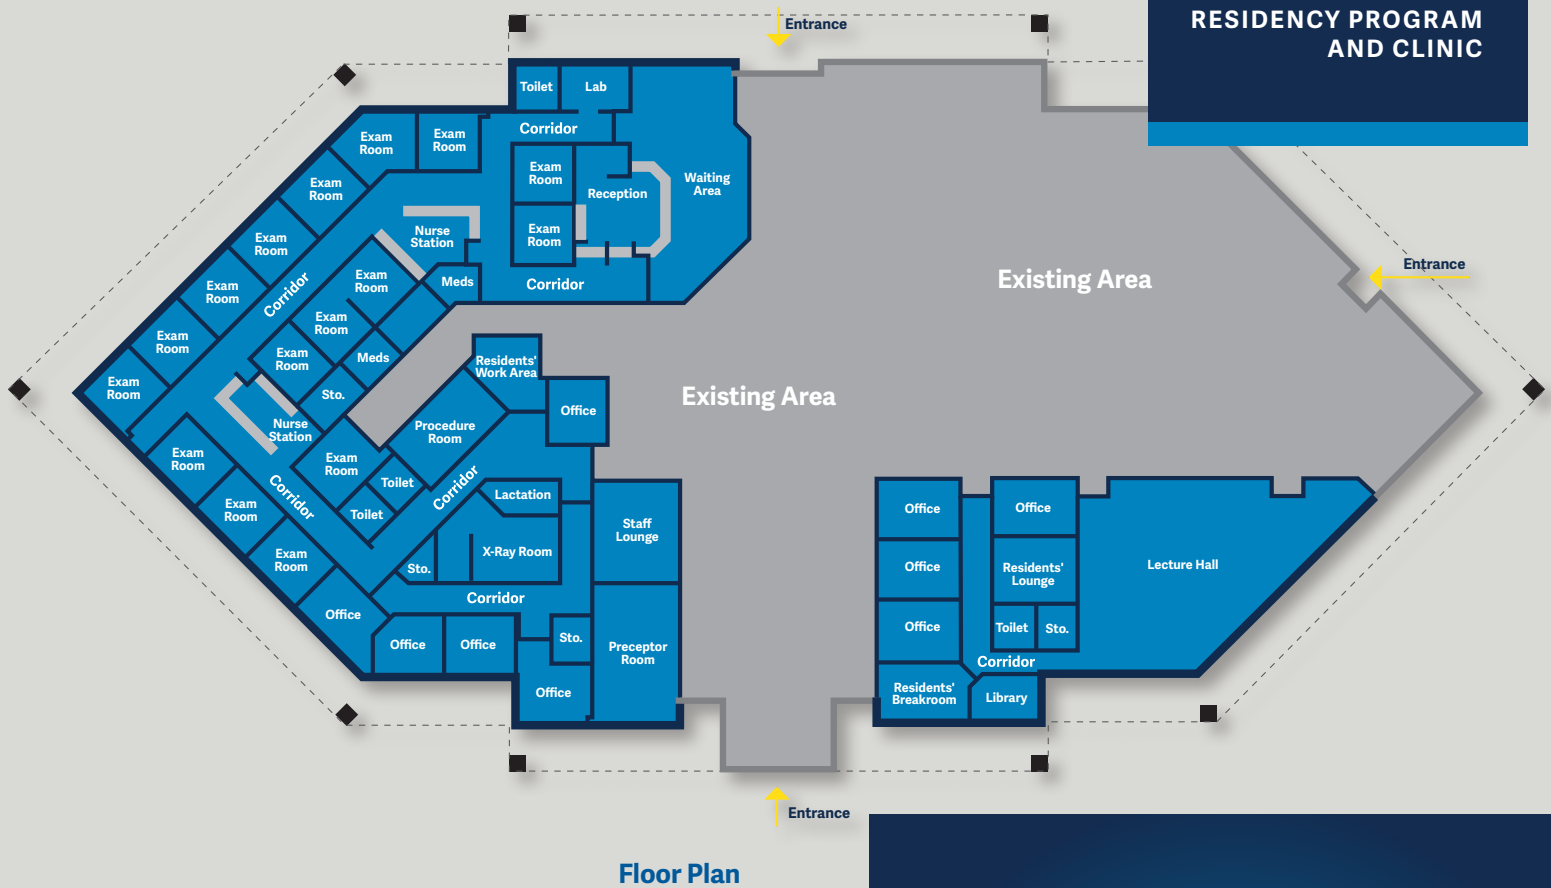 RESIDENCY PROGRAM
AND CLINIC
Entrance
Toilet
Lab
Corridor
Exam
Room
Exam
Room
Exam
Room
Reception
Waiting
Area
Exam
Room
Exam
Room
Nurse
Station
Exam
Room
Meds
Corridor
Existing Area
Entrance
Exam
Room
Corridor
Exam
Room
Exam
Room
Exam
Room
Exam
Room
Meds
Exam
Room
Sto.
Residents'
Work Area
Office
Existing Area
Exam
Room
Nurse
Station
Procedure
Room
Exam
Room
Exam
Room
Toilet
Corridor
Lactation
Corridor
Toilet
Exam
Room
Staff
Lounge
X-Ray Room
Exam
Room
Sto.
Corridor
Office
Office
Office
Sto.
Preceptor
Room
Office
Office
Office
Office
Office
Residents'
Lounge
Lecture Hall
Toilet
Sto.
Corridor
Residents'
Breakroom
Library
Entrance
Floor Plan